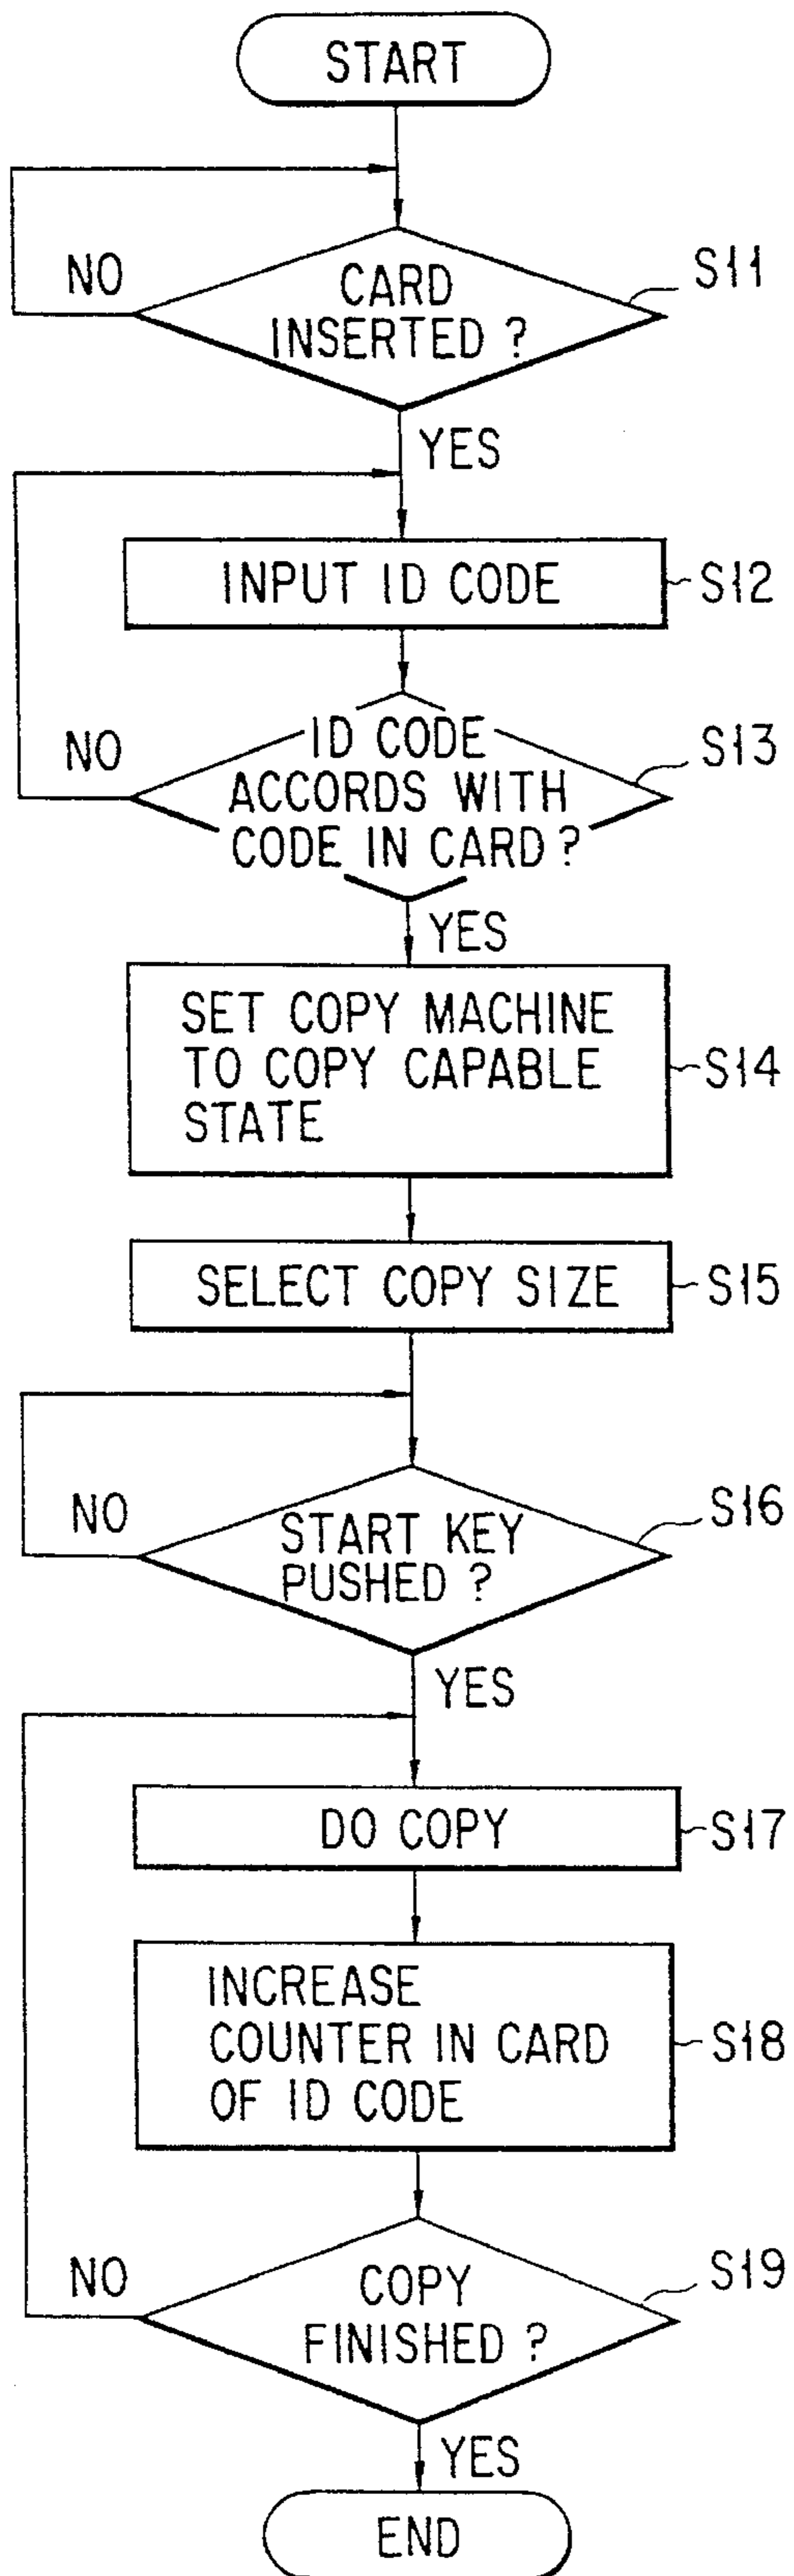 START
NO
CARD
INSERTED ?
S11
YES
INPUT ID CODE
S12
NO
ID CODE
ACCORDS WITH
CODE IN CARD ?
S13
YES
SET COPY MACHINE
TO COPY CAPABLE
STATE
S14
SELECT COPY SIZE
S15
NO
START KEY
PUSHED ?
S16
YES
DO COPY
S17
INCREASE
COUNTER IN CARD
OF ID CODE
S18
NO
COPY
FINISHED ?
S19
YES
END